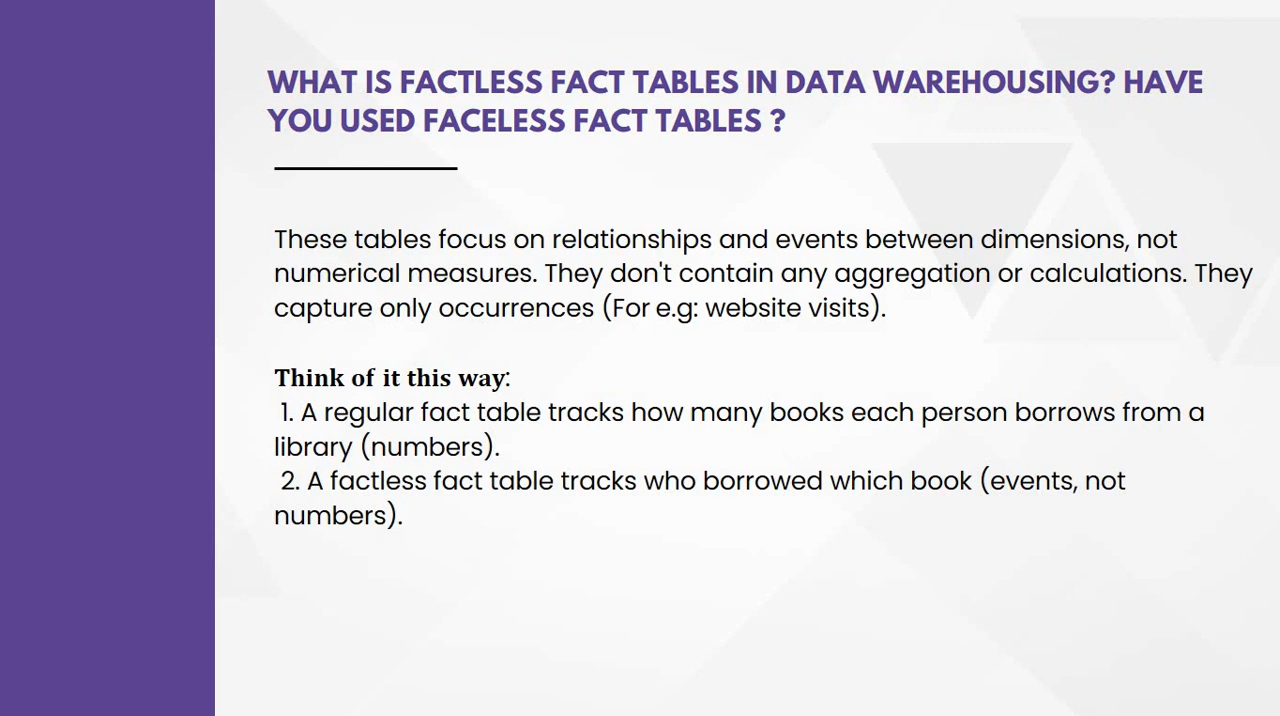 WHAT IS FACTLESS FACT TABLES IN DATA WAREHOUSING? HAVE
YOU USED FACELESS FACT TABLES ?
These tables focus on relationships and events between dimensions, not
numerical measures. They don't contain any aggregation or calculations. They
capture only occurrences (For e.g: website visits).
Think of it this way:
1. A regular fact table tracks how many books each person borrows from a
library (numbers).
2. A factless fact table tracks who borrowed which book (events, not
numbers).